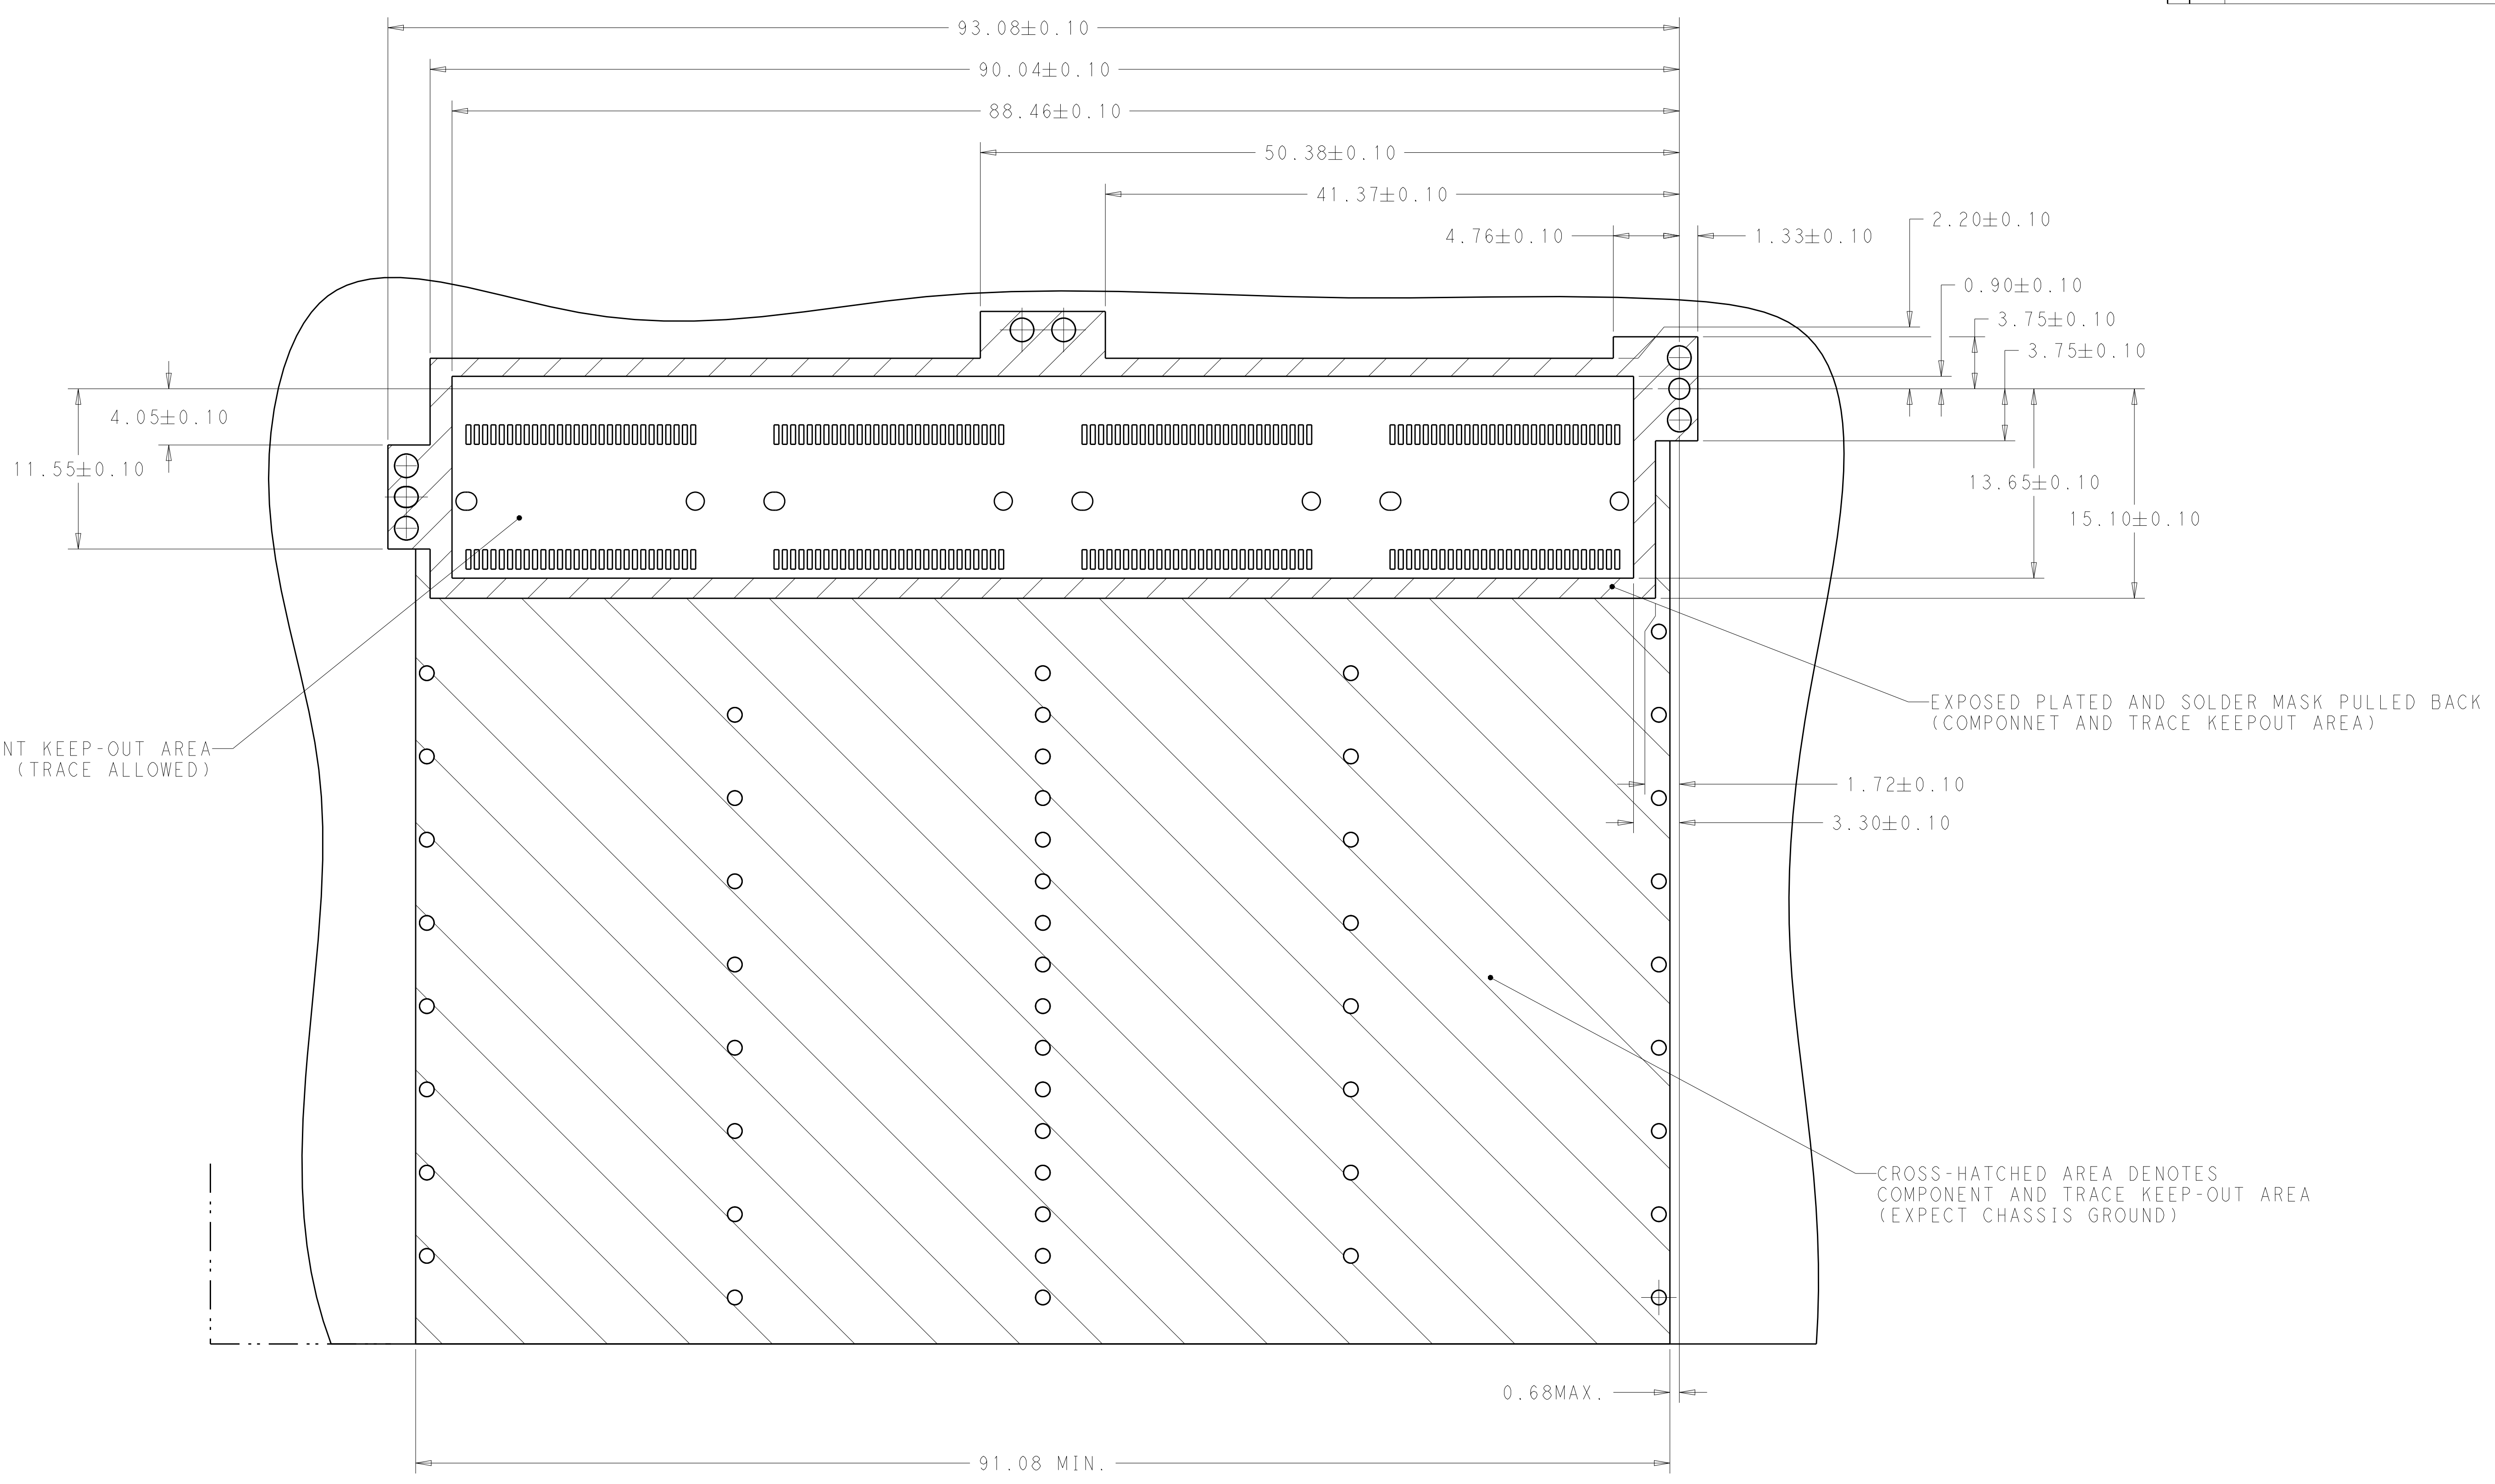 93.08±0.10
90.04±0.10
88.46±0.10
50.38±0.10
41.37±0.10
2.20±0.10
4.76±0.10
1.33±0.10
0.90±0.10
3.75±0.10
3.75±0.10
4.05±0.10
11.55±0.10
13.65±0.10
15.10±0.10
EXPOSED PLATED AND SOLDER MASK PULLED BACK
(COMPONNET AND TRACE KEEPOUT AREA)
NT KEEP-OUT AREA
(TRACE ALLOWED)
1.72±0.10
3.30±0.10
CROSS-HATCHED AREA DENOTES
COMPONENT AND TRACE KEEP-OUT AREA
(EXPECT CHASSIS GROUND)
0.68MAX.
91.08 MIN.